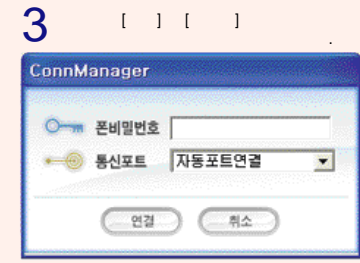 3 [ ] [ ]
.
ConnManager
폰비밀번호
통신포트 자동포트연결
연결 취소